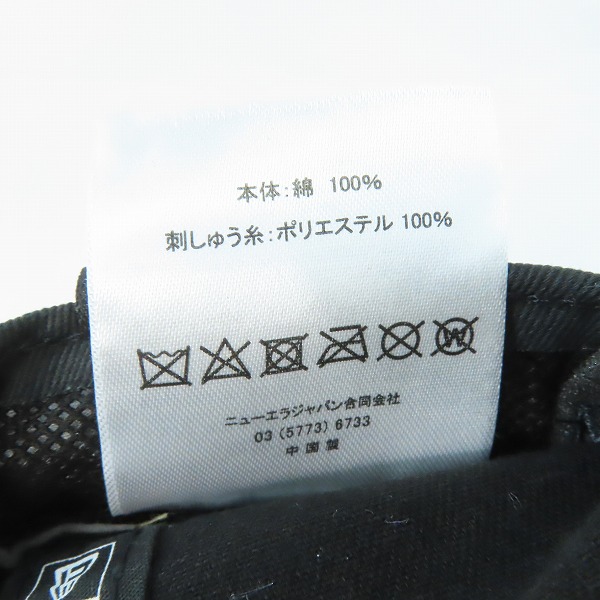 本体：綿 100%
刺しゅう糸：ポリエステル 100%
W
ニューエラジャパン合同会社
03 (5773) 6733
中国製